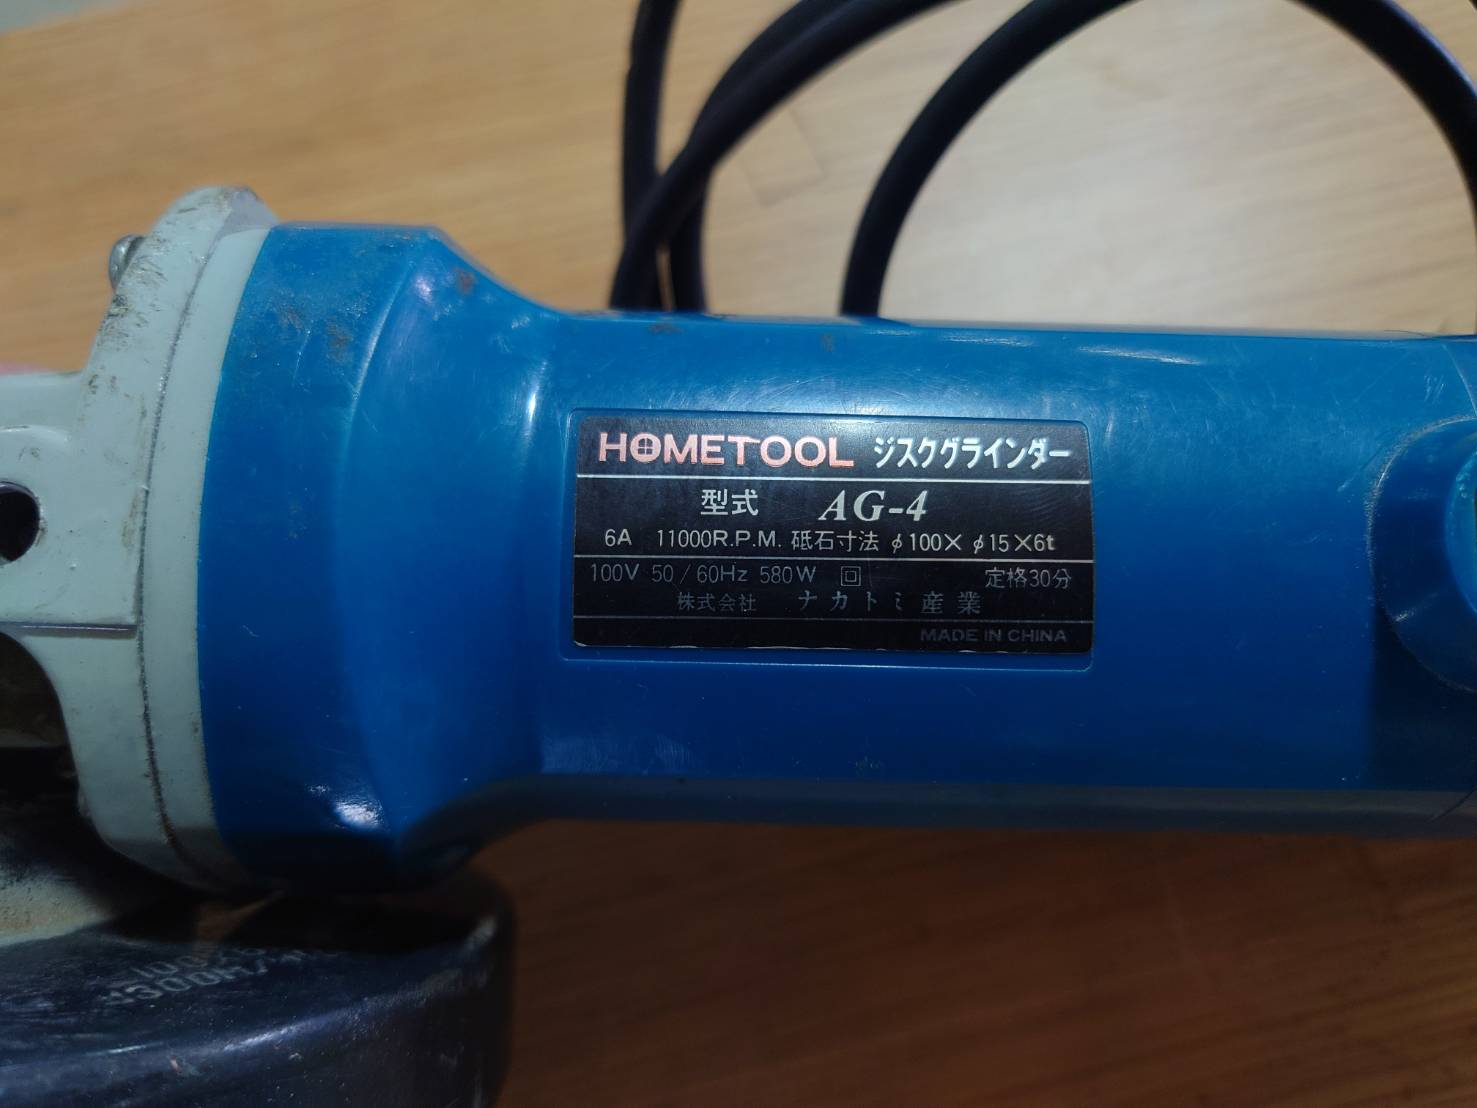 HOMETOOL ジスクグラインダー
型式 AG-4
6A 11000R.P.M. 砥石寸法 φ100×φ15×6t
100V 50/60Hz 580W 回 定格30分
株式会社 ナカトミ産業
MADE IN CHINA